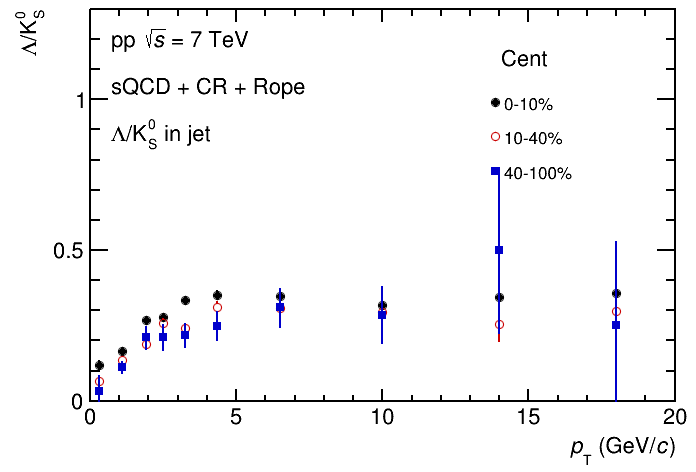 Λ/K⁰_S
pp √s = 7 TeV
sQCD + CR + Rope
Λ/K⁰_S in jet
Cent
0-10%
10-40%
40-100%
1
0.5
0
0 5 10 15 20
p_T (GeV/c)